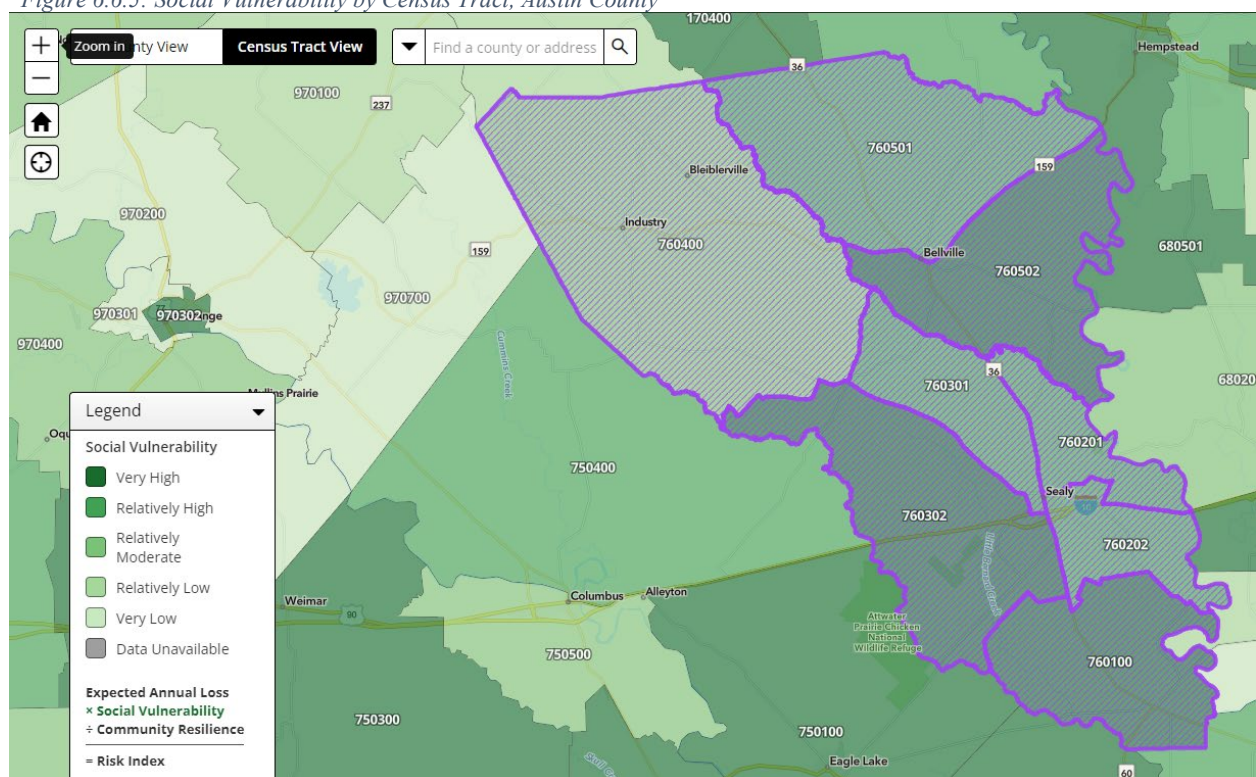 Figure 6.6.5: Social Vulnerability by Census Tract, Austin County
Zoom in
nty View
Census Tract View
Find a county or address
170400
Hempstead
36
970100
237
760501
159
Bleiblerville
970200
Industry
760400
159
Bellville
680501
760502
970700
970301
77
970302
nge
970400
Cummins Creek
760301
36
68020
Mullins Prairie
760201
Oqu
750400
Sealy
10
760302
760202
Legend
Social Vulnerability
Very High
Relatively High
Relatively
Moderate
Relatively Low
Very Low
Data Unavailable
Expected Annual Loss
× Social Vulnerability
÷ Community Resilience
= Risk Index
Weimar
90
Columbus
Alleyton
Attwater
Prairie Chicken
National
Wildlife Refuge
750500
760100
750300
750100
Eagle Lake
60